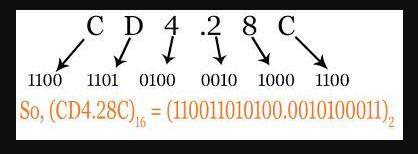 C D 4 .2 8 C
1100 1101 0100 0010 1000 1100
So, (CD4.28C)₁₆ = (110011010100.0010100011)₂